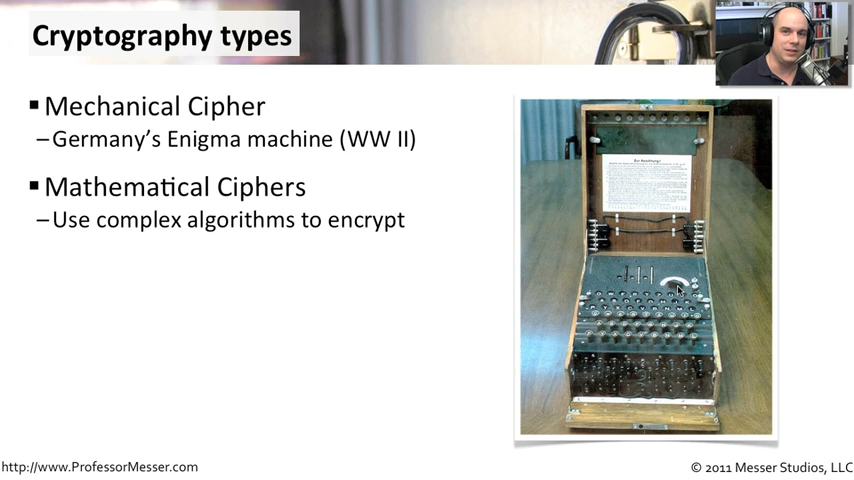 Cryptography types
▪ Mechanical Cipher
– Germany's Enigma machine (WW II)
▪ Mathematical Ciphers
– Use complex algorithms to encrypt
http://www.ProfessorMesser.com
© 2011 Messer Studios, LLC